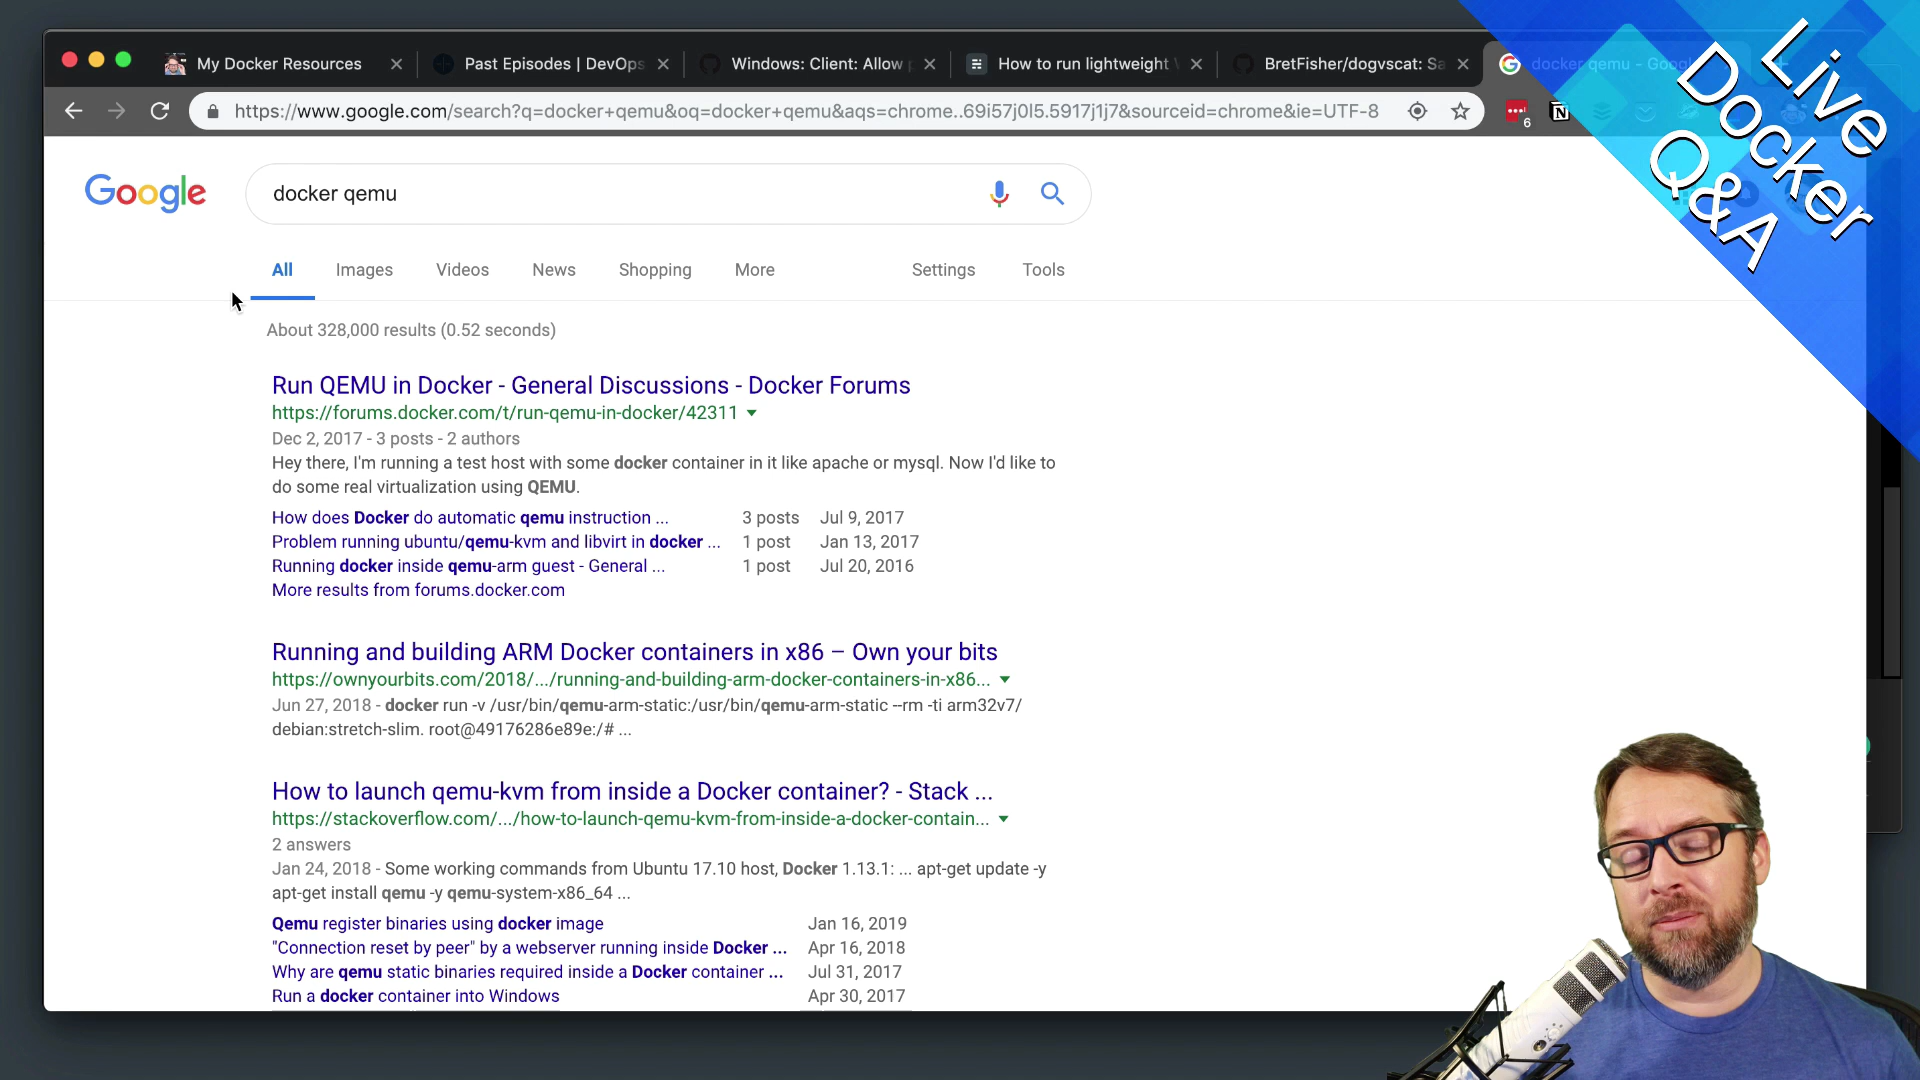 My Docker Resources
Past Episodes | DevOps
Windows: Client: Allow p
How to run lightweight
BretFisher/dogvscat: Sa
docker qemu - Goog
https://www.google.com/search?q=docker+qemu&oq=docker+qemu&aqs=chrome..69i57j0l5.5917j1j7&sourceid=chrome&ie=UTF-8
6
Live
Docker
Q&A
Google
docker qemu
All Images Videos News Shopping More Settings Tools
About 328,000 results (0.52 seconds)
Run QEMU in Docker - General Discussions - Docker Forums
https://forums.docker.com/t/run-qemu-in-docker/42311
Dec 2, 2017 - 3 posts - 2 authors
Hey there, I'm running a test host with some docker container in it like apache or mysql. Now I'd like to
do some real virtualization using QEMU.
How does Docker do automatic qemu instruction ... 3 posts Jul 9, 2017
Problem running ubuntu/qemu-kvm and libvirt in docker ... 1 post Jan 13, 2017
Running docker inside qemu-arm guest - General ... 1 post Jul 20, 2016
More results from forums.docker.com
Running and building ARM Docker containers in x86 – Own your bits
https://ownyourbits.com/2018/.../running-and-building-arm-docker-containers-in-x86...
Jun 27, 2018 - docker run -v /usr/bin/qemu-arm-static:/usr/bin/qemu-arm-static --rm -ti arm32v7/
debian:stretch-slim. root@49176286e89e:/# ...
How to launch qemu-kvm from inside a Docker container? - Stack ...
https://stackoverflow.com/.../how-to-launch-qemu-kvm-from-inside-a-docker-contain...
2 answers
Jan 24, 2018 - Some working commands from Ubuntu 17.10 host, Docker 1.13.1: ... apt-get update -y
apt-get install qemu -y qemu-system-x86_64 ...
Qemu register binaries using docker image Jan 16, 2019
"Connection reset by peer" by a webserver running inside Docker ... Apr 16, 2018
Why are qemu static binaries required inside a Docker container ... Jul 31, 2017
Run a docker container into Windows Apr 30, 2017